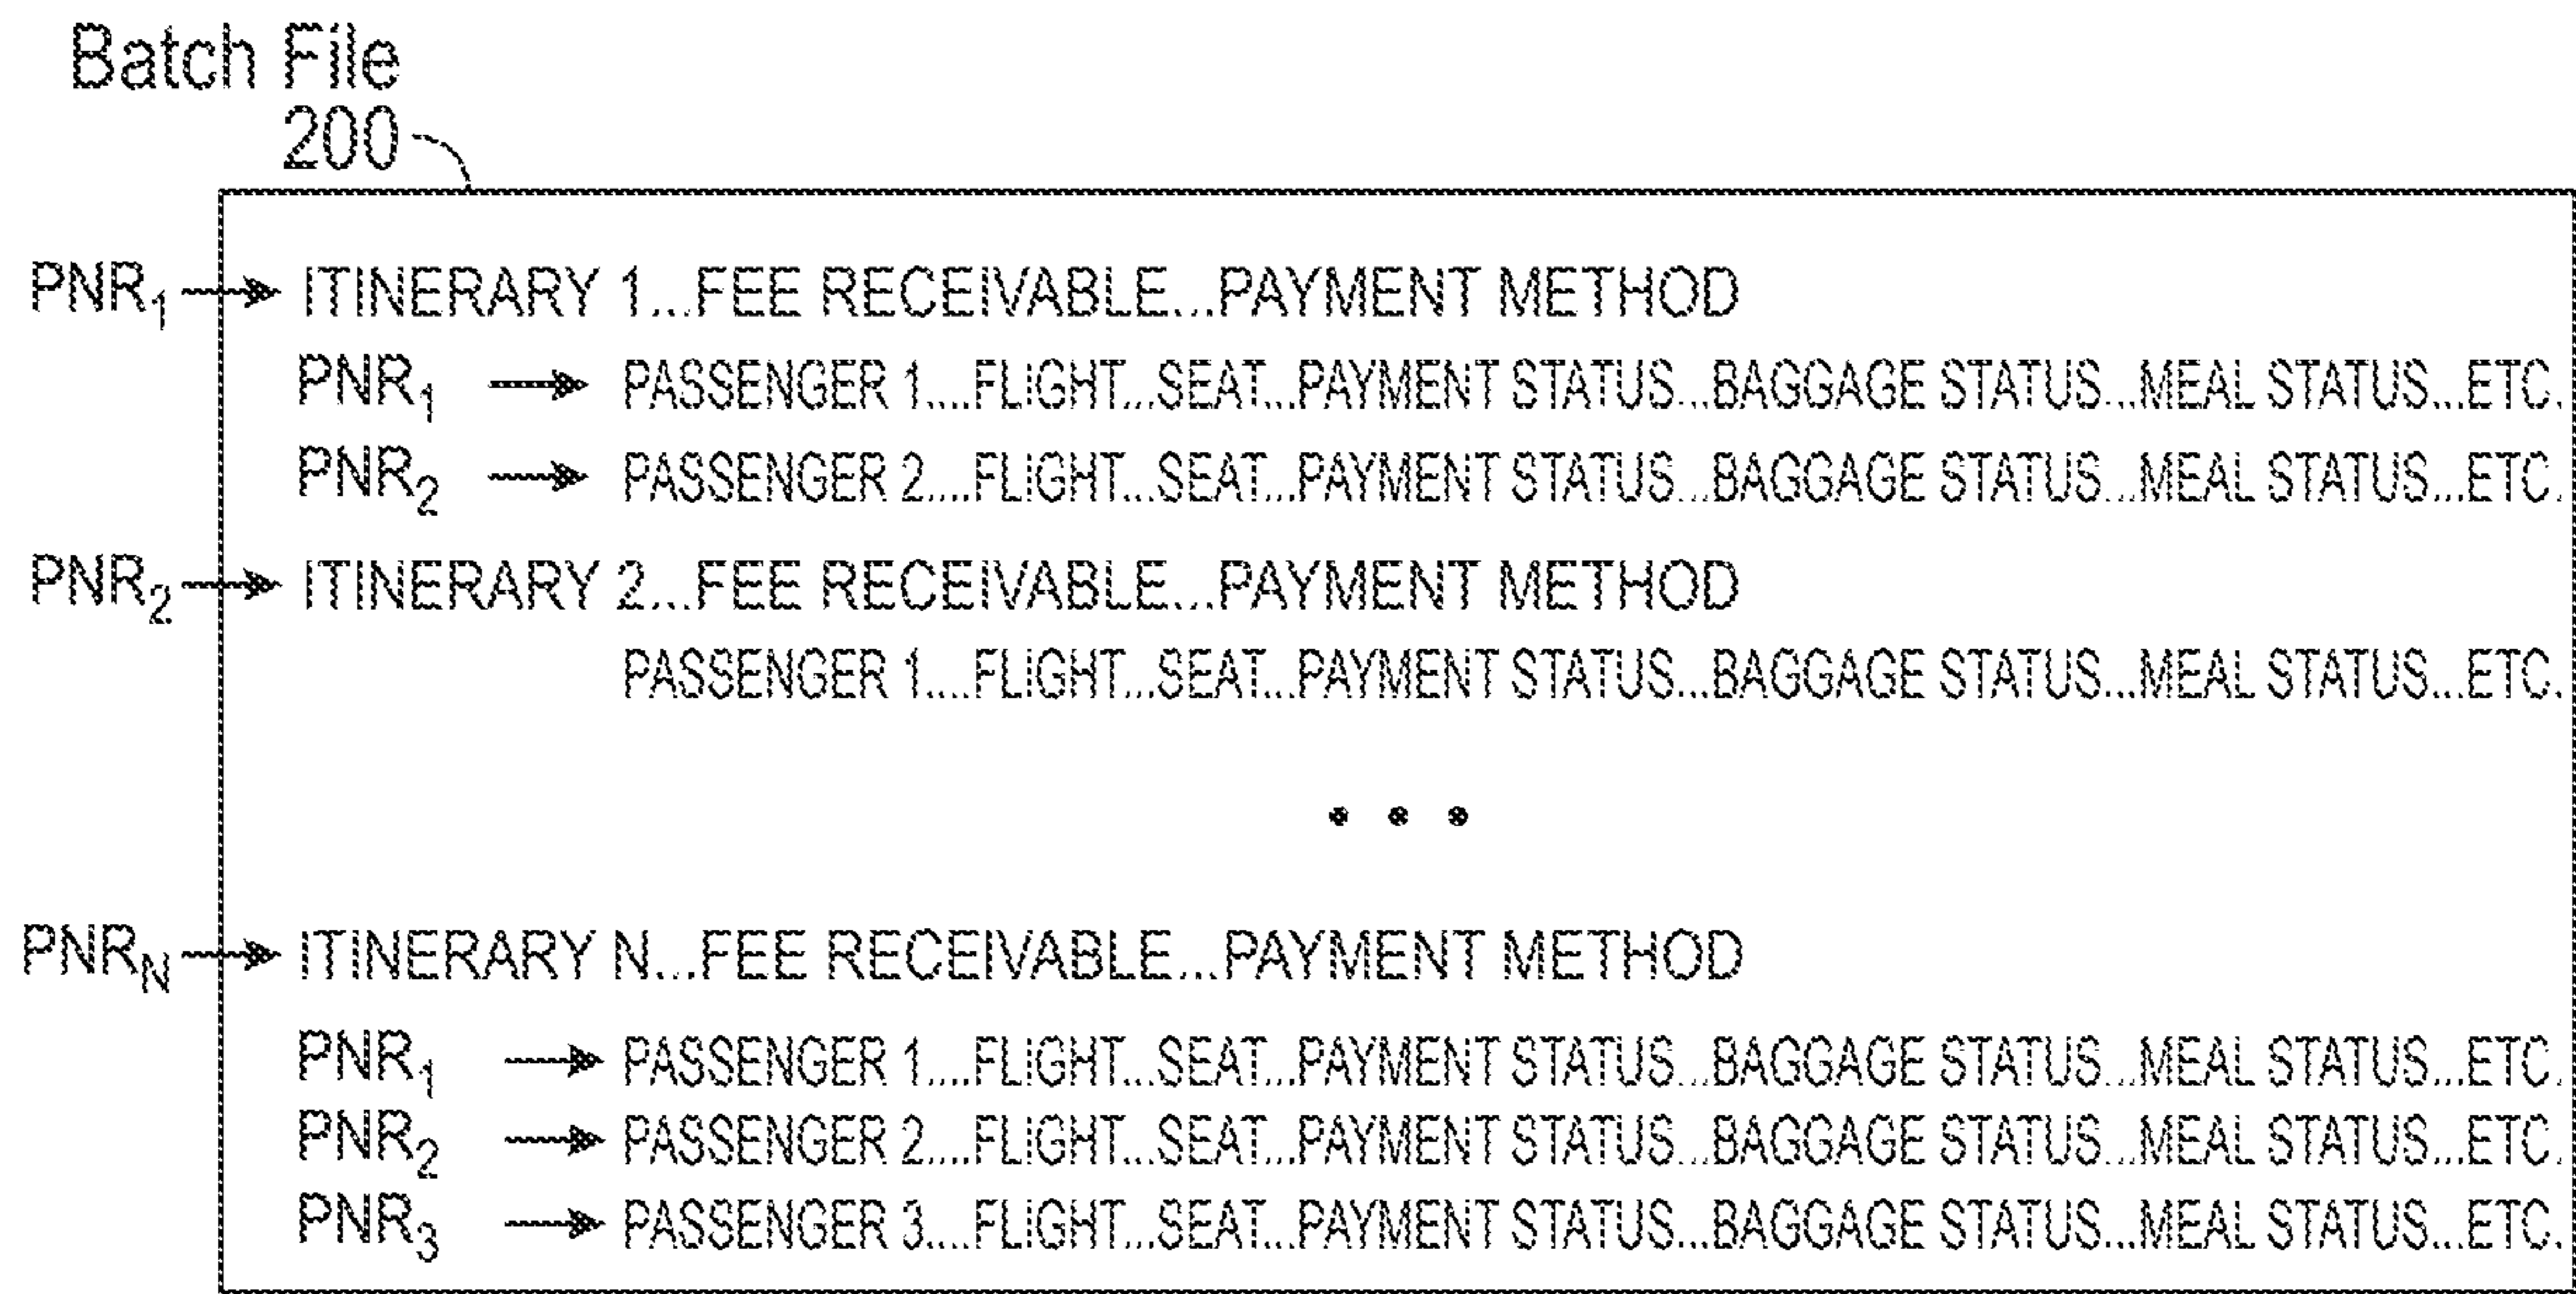 Batch File
200
PNR₁ → ITINERARY 1...FEE RECEIVABLE...PAYMENT METHOD
PNR₁ → PASSENGER 1....FLIGHT...SEAT...PAYMENT STATUS...BAGGAGE STATUS...MEAL STATUS...ETC.
PNR₂ → PASSENGER 2....FLIGHT...SEAT...PAYMENT STATUS...BAGGAGE STATUS...MEAL STATUS...ETC.
PNR₂ → ITINERARY 2...FEE RECEIVABLE...PAYMENT METHOD
PASSENGER 1....FLIGHT...SEAT...PAYMENT STATUS...BAGGAGE STATUS...MEAL STATUS...ETC.
• • •
PNR_N → ITINERARY N...FEE RECEIVABLE...PAYMENT METHOD
PNR₁ → PASSENGER 1....FLIGHT...SEAT...PAYMENT STATUS...BAGGAGE STATUS...MEAL STATUS...ETC.
PNR₂ → PASSENGER 2....FLIGHT...SEAT...PAYMENT STATUS...BAGGAGE STATUS...MEAL STATUS...ETC.
PNR₃ → PASSENGER 3....FLIGHT...SEAT...PAYMENT STATUS...BAGGAGE STATUS...MEAL STATUS...ETC.